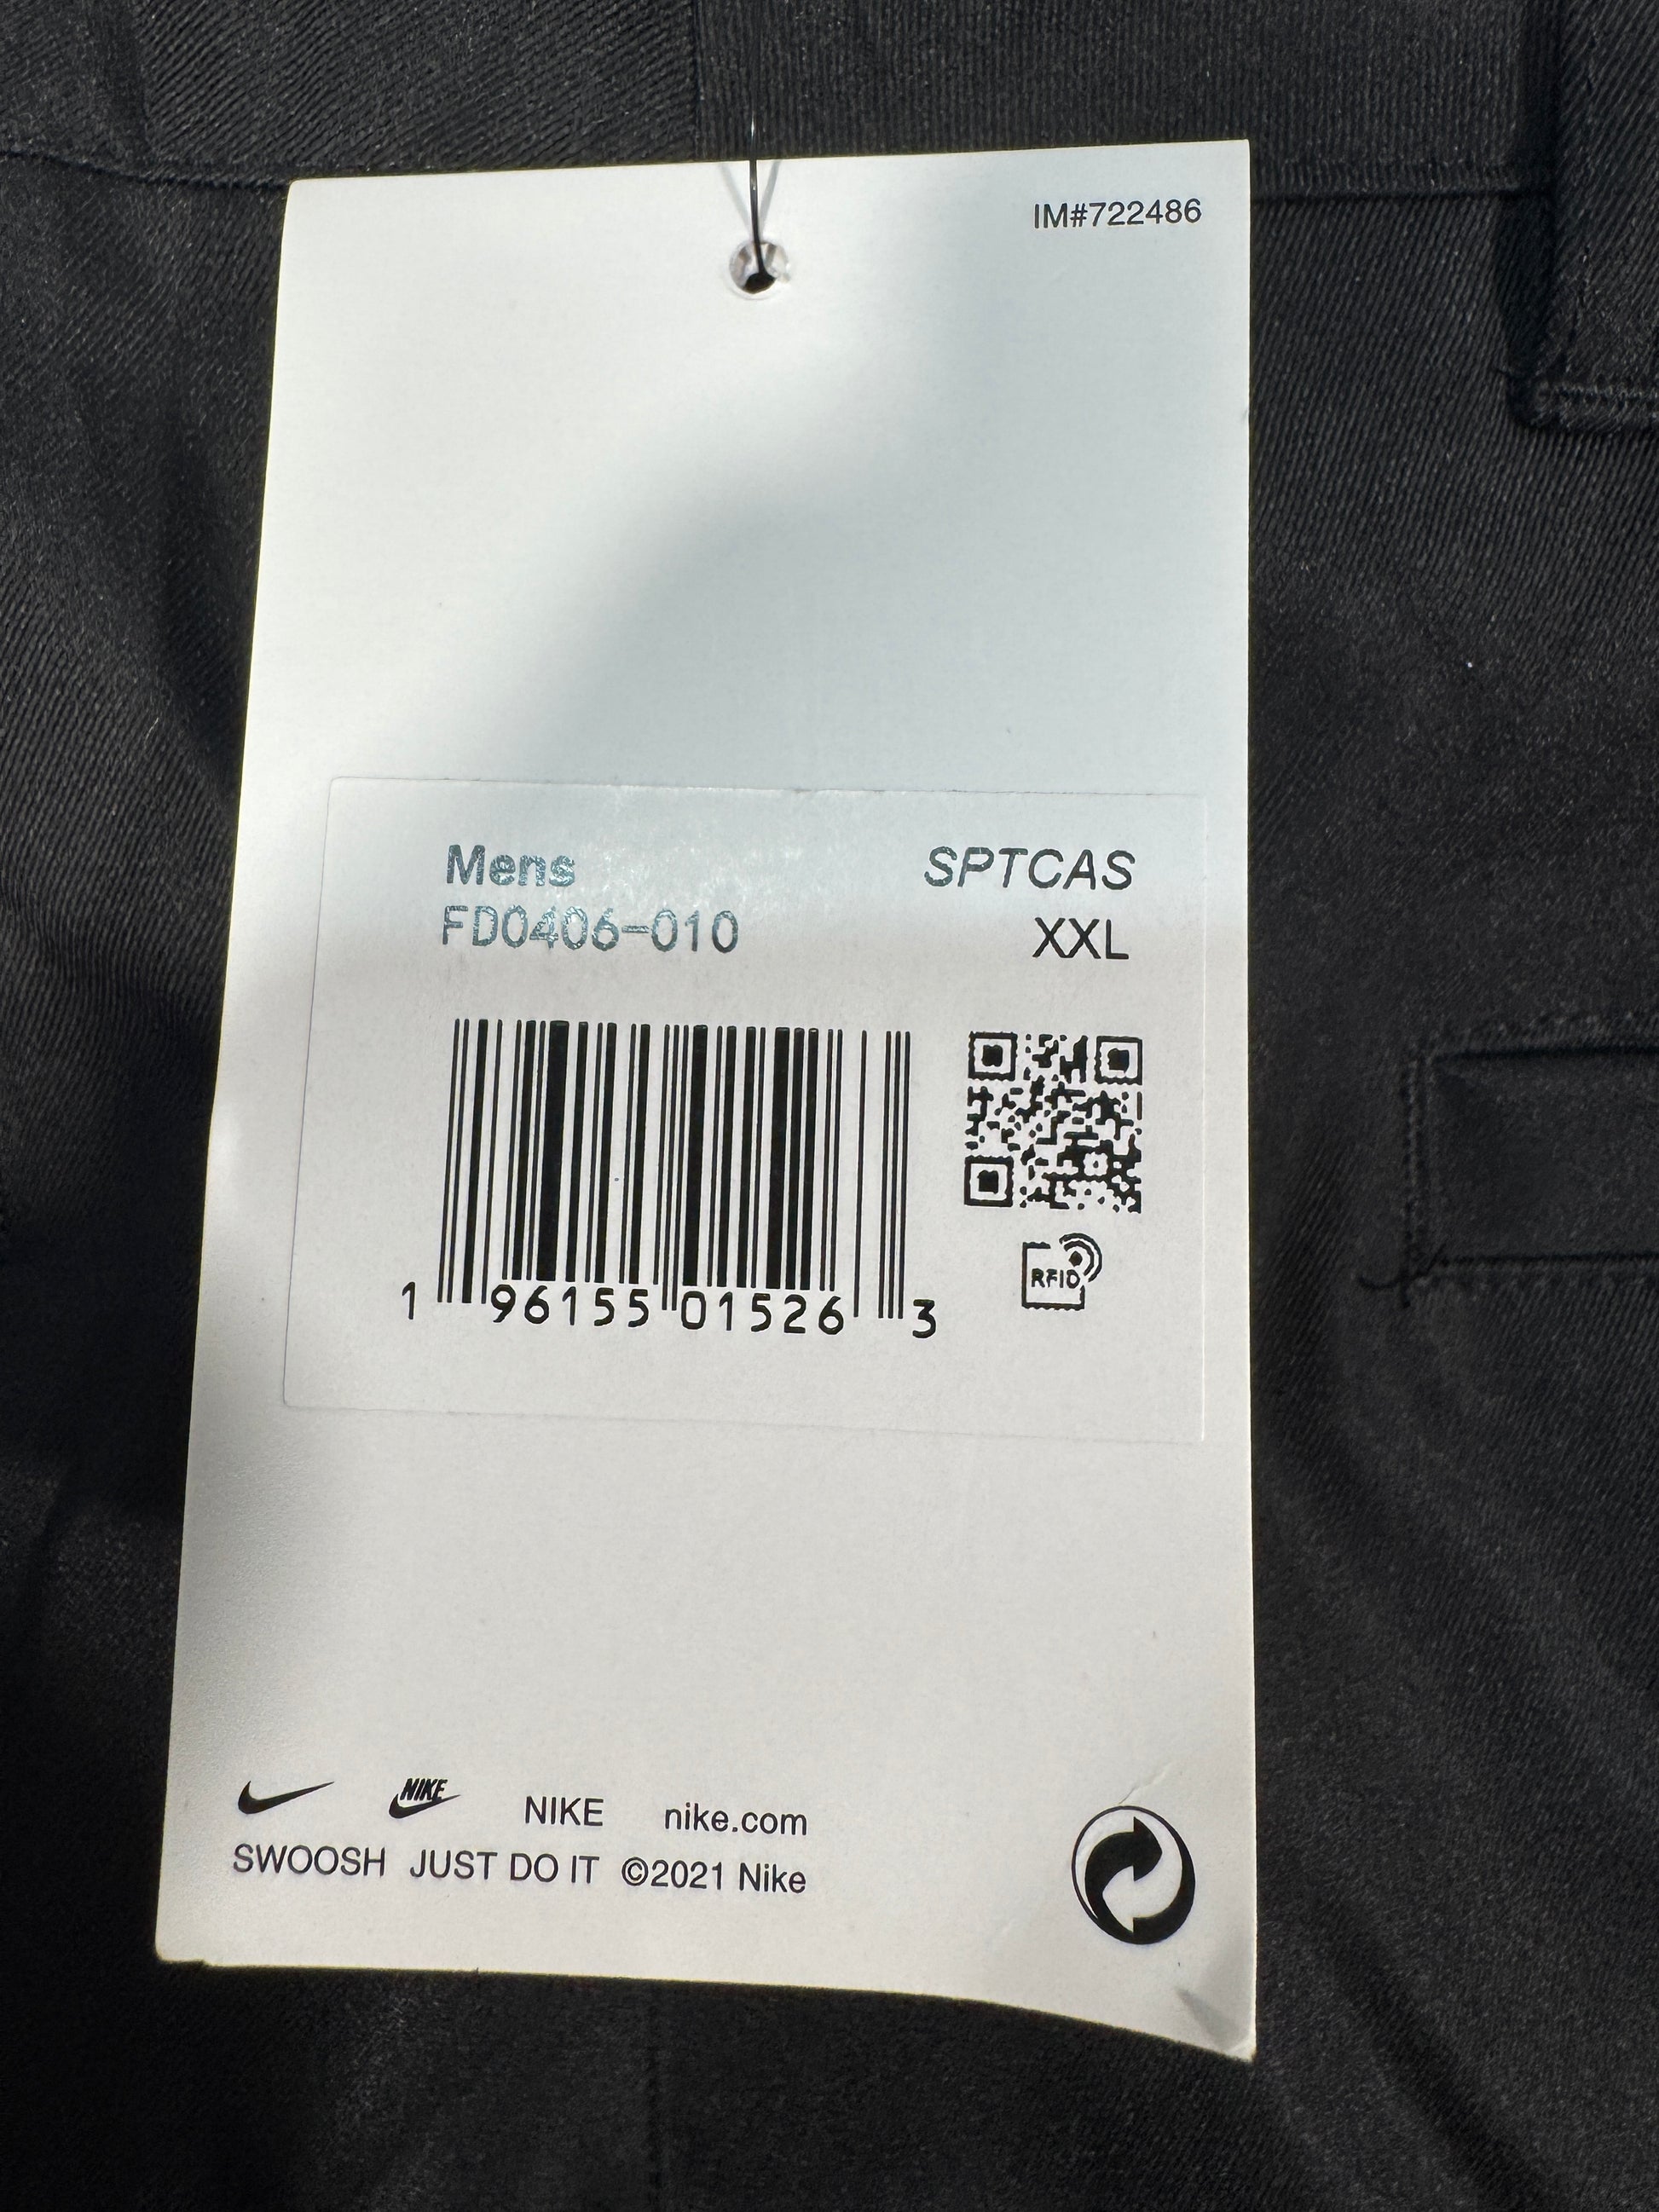 IM#722486
Mens SPTCAS
FD0406-010 XXL
RFID
1 96155 01526 3
NIKE NIKE nike.com
SWOOSH JUST DO IT ©2021 Nike